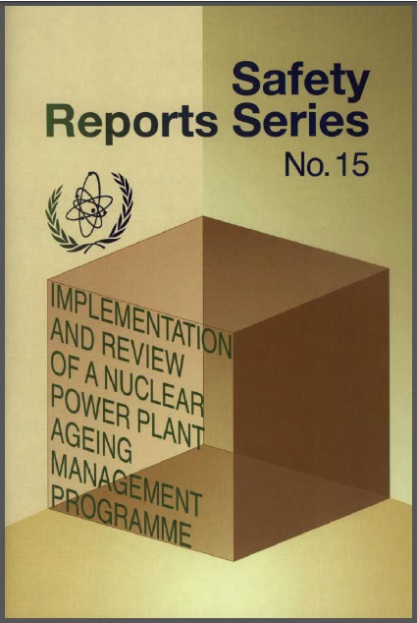 Safety
Reports Series
No. 15
IMPLEMENTATION
AND REVIEW
OF A NUCLEAR
POWER PLANT
AGEING
MANAGEMENT
PROGRAMME